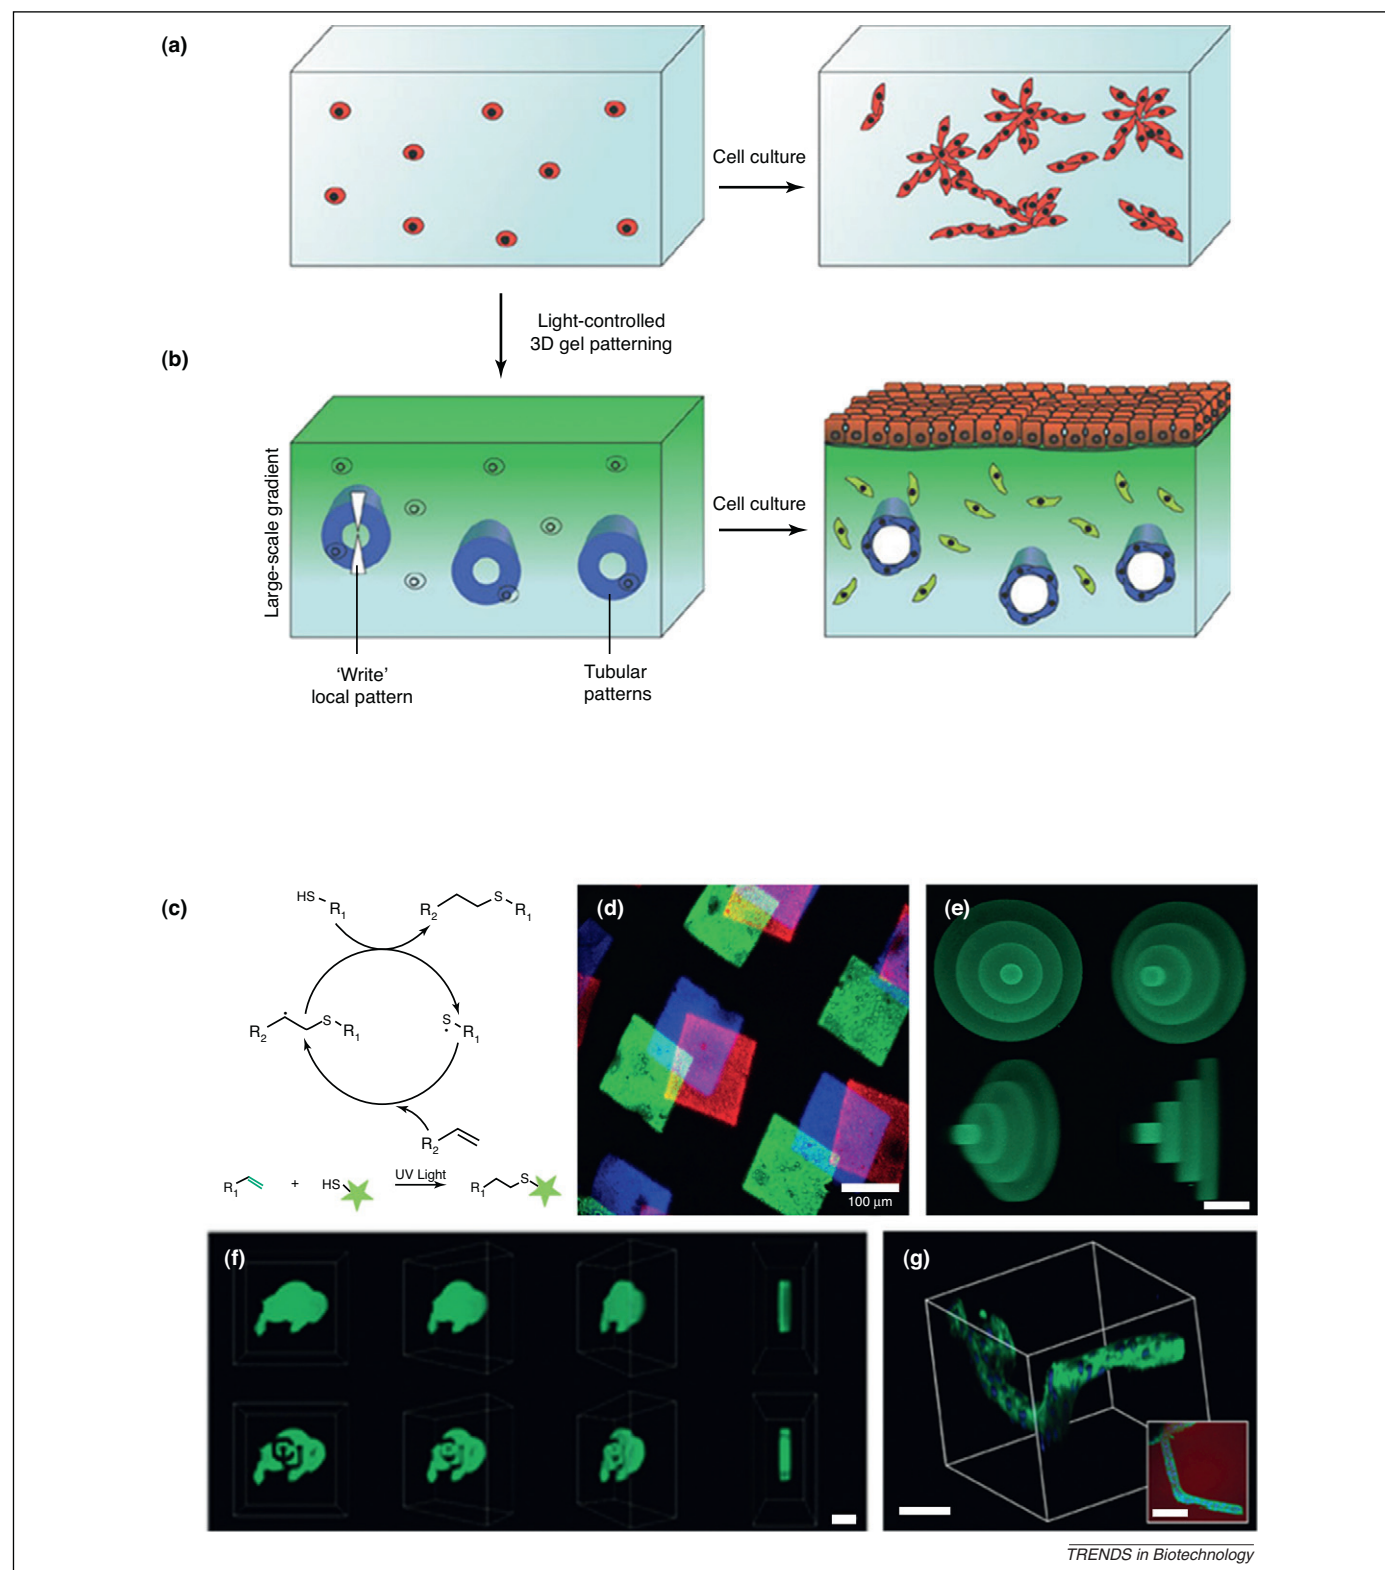 (a)
Cell culture
Light-controlled
3D gel patterning
(b)
Large-scale gradient
Cell culture
'Write'
local pattern
Tubular
patterns
(c)
HS
R1
R2
S
R1
R2
S
R1
S
R1
R2
R1
+
HS
UV Light
R1
S
(d)
100 μm
(e)
(f)
(g)
TRENDS in Biotechnology